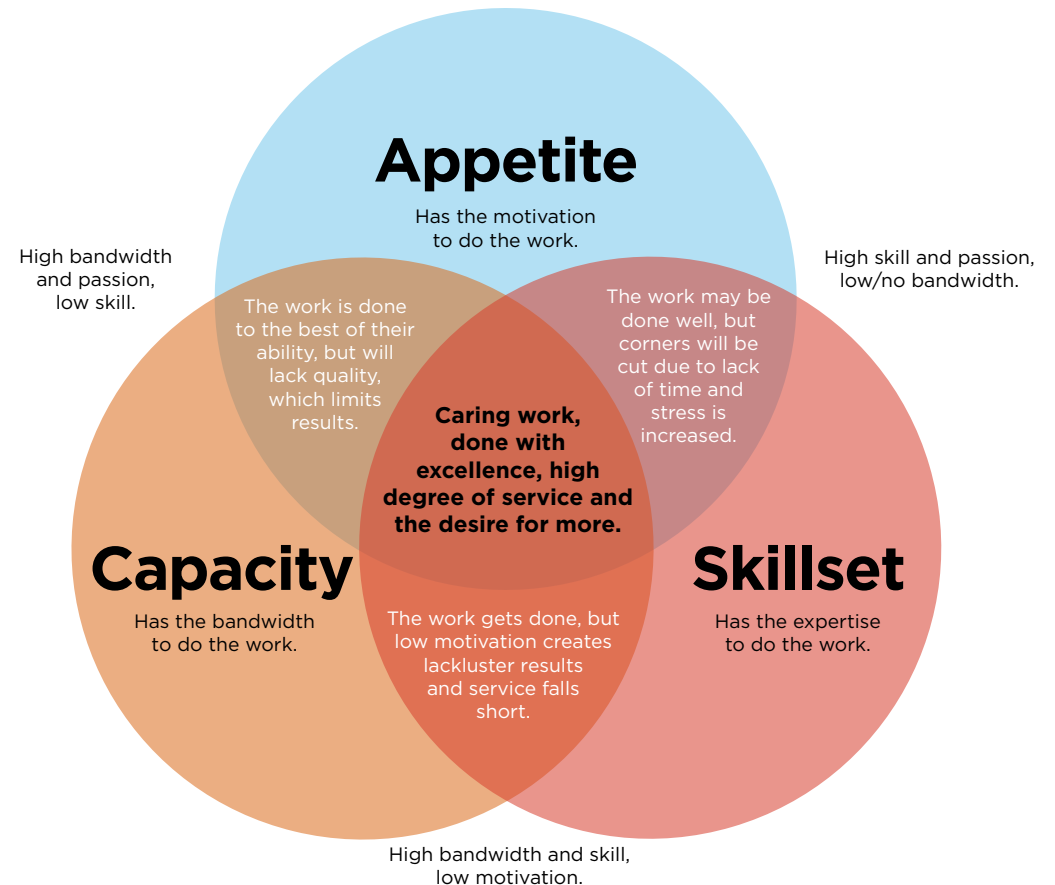 Appetite
Has the motivation
to do the work.
High bandwidth
and passion,
low skill.
High skill and passion,
low/no bandwidth.
The work is done
to the best of their
ability, but will
lack quality,
which limits
results.
The work may be
done well, but
corners will be
cut due to lack
of time and
stress is
increased.
Caring work,
done with
excellence, high
degree of service and
the desire for more.
Capacity
Has the bandwidth
to do the work.
Skillset
Has the expertise
to do the work.
The work gets done, but
low motivation creates
lackluster results
and service falls
short.
High bandwidth and skill,
low motivation.